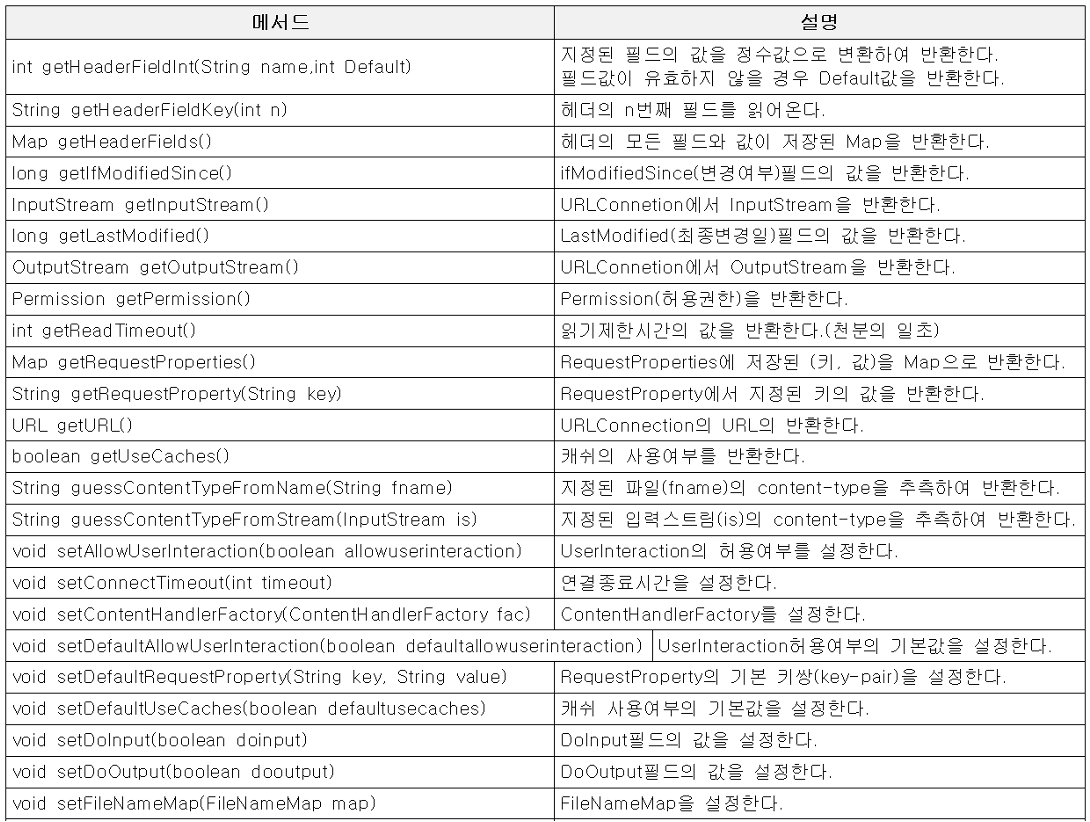 메서드 설명
int getHeaderFieldInt(String name,int Default) 지정된 필드의 값을 정수값으로 변환하여 반환한다.
필드값이 유효하지 않을 경우 Default값을 반환한다.
String getHeaderFieldKey(int n) 헤더의 n번째 필드를 읽어온다.
Map getHeaderFields() 헤더의 모든 필드와 값이 저장된 Map을 반환한다.
long getIfModifiedSince() ifModifiedSince(변경여부)필드의 값을 반환한다.
InputStream getInputStream() URLConnetion에서 InputStream을 반환한다.
long getLastModified() LastModified(최종변경일)필드의 값을 반환한다.
OutputStream getOutputStream() URLConnetion에서 OutputStream을 반환한다.
Permission getPermission() Permission(허용권한)을 반환한다.
int getReadTimeout() 읽기제한시간의 값을 반환한다.(천분의 일초)
Map getRequestProperties() RequestProperties에 저장된 (키, 값)을 Map으로 반환한다.
String getRequestProperty(String key) RequestProperty에서 지정된 키의 값을 반환한다.
URL getURL() URLConnection의 URL의 반환한다.
boolean getUseCaches() 캐쉬의 사용여부를 반환한다.
String guessContentTypeFromName(String fname) 지정된 파일(fname)의 content-type을 추측하여 반환한다.
String guessContentTypeFromStream(InputStream is) 지정된 입력스트림(is)의 content-type을 추측하여 반환한다.
void setAllowUserInteraction(boolean allowuserinteraction) UserInteraction의 허용여부를 설정한다.
void setConnectTimeout(int timeout) 연결종료시간을 설정한다.
void setContentHandlerFactory(ContentHandlerFactory fac) ContentHandlerFactory를 설정한다.
void setDefaultAllowUserInteraction(boolean defaultallowuserinteraction) UserInteraction허용여부의 기본값을 설정한다.
void setDefaultRequestProperty(String key, String value) RequestProperty의 기본 키쌍(key-pair)을 설정한다.
void setDefaultUseCaches(boolean defaultusecaches) 캐쉬 사용여부의 기본값을 설정한다.
void setDoInput(boolean doinput) DoInput필드의 값을 설정한다.
void setDoOutput(boolean dooutput) DoOutput필드의 값을 설정한다.
void setFileNameMap(FileNameMap map) FileNameMap을 설정한다.